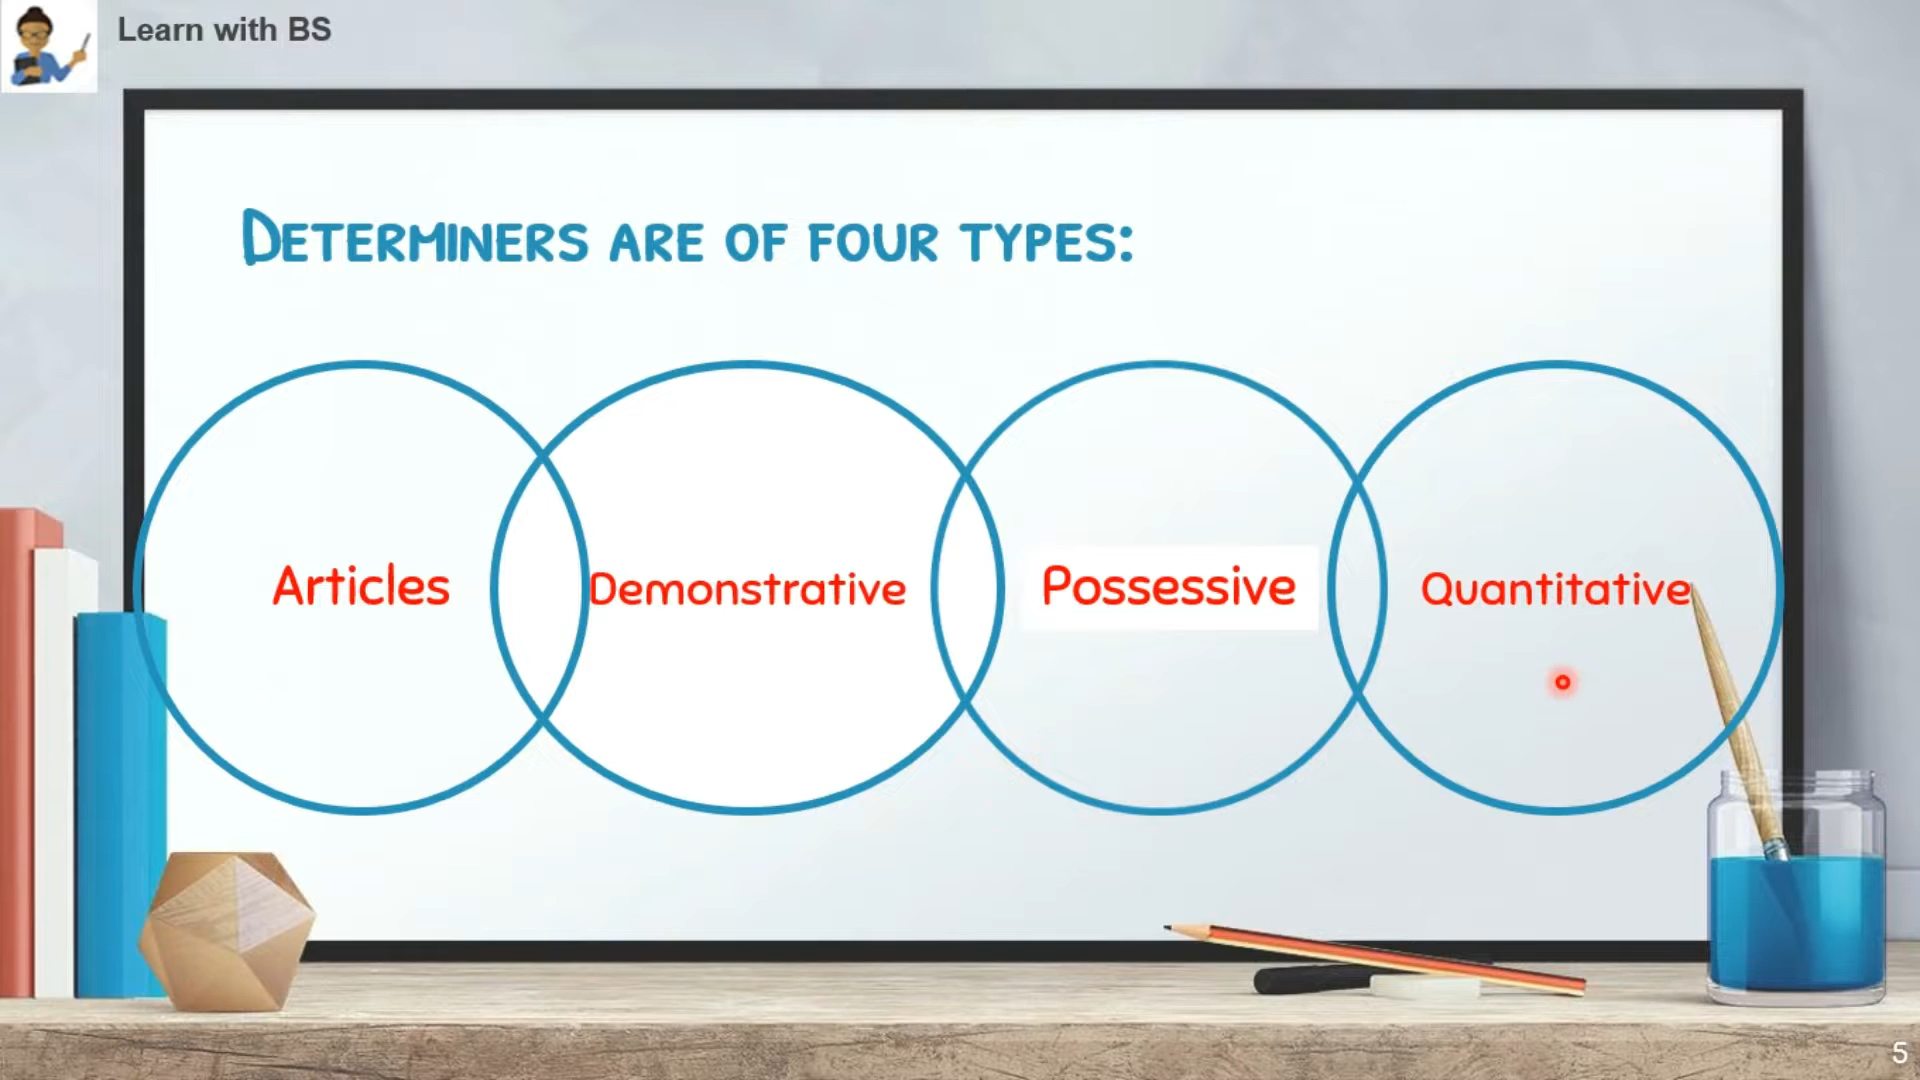 Learn with BS
DETERMINERS ARE OF FOUR TYPES:
Articles
Demonstrative
Possessive
Quantitative
5